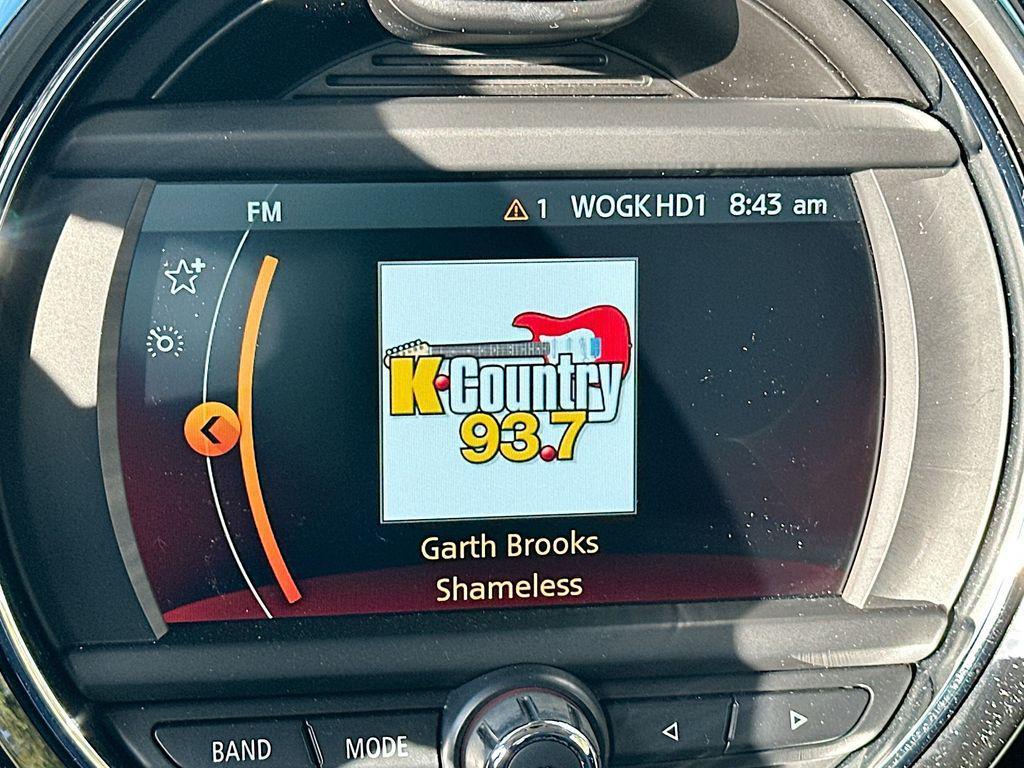 FM 1 WOGK HD1 8:43 am
K·Country
93.7
Garth Brooks
Shameless
BAND MODE